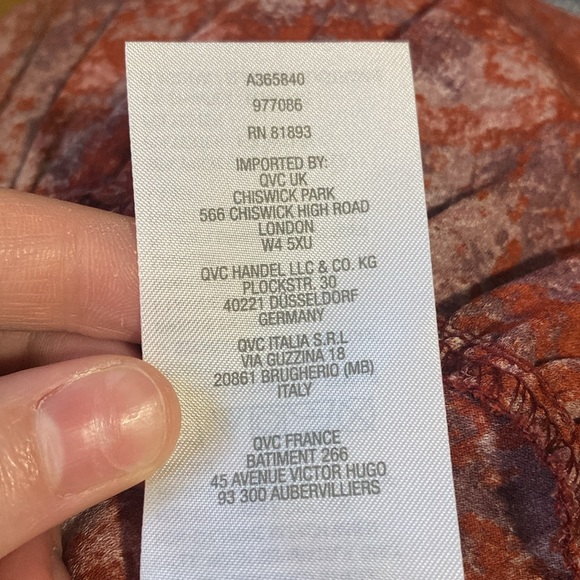 A365840
977086
RN 81893
IMPORTED BY:
QVC UK
CHISWICK PARK
566 CHISWICK HIGH ROAD
LONDON
W4 5XU
QVC HANDEL LLC & CO. KG
PLOCKSTR. 30
40221 DÜSSELDORF
GERMANY
QVC ITALIA S.R.L
VIA GUZZINA 18
20861 BRUGHERIO (MB)
ITALY
QVC FRANCE
BATIMENT 266
45 AVENUE VICTOR HUGO
93 300 AUBERVILLIERS